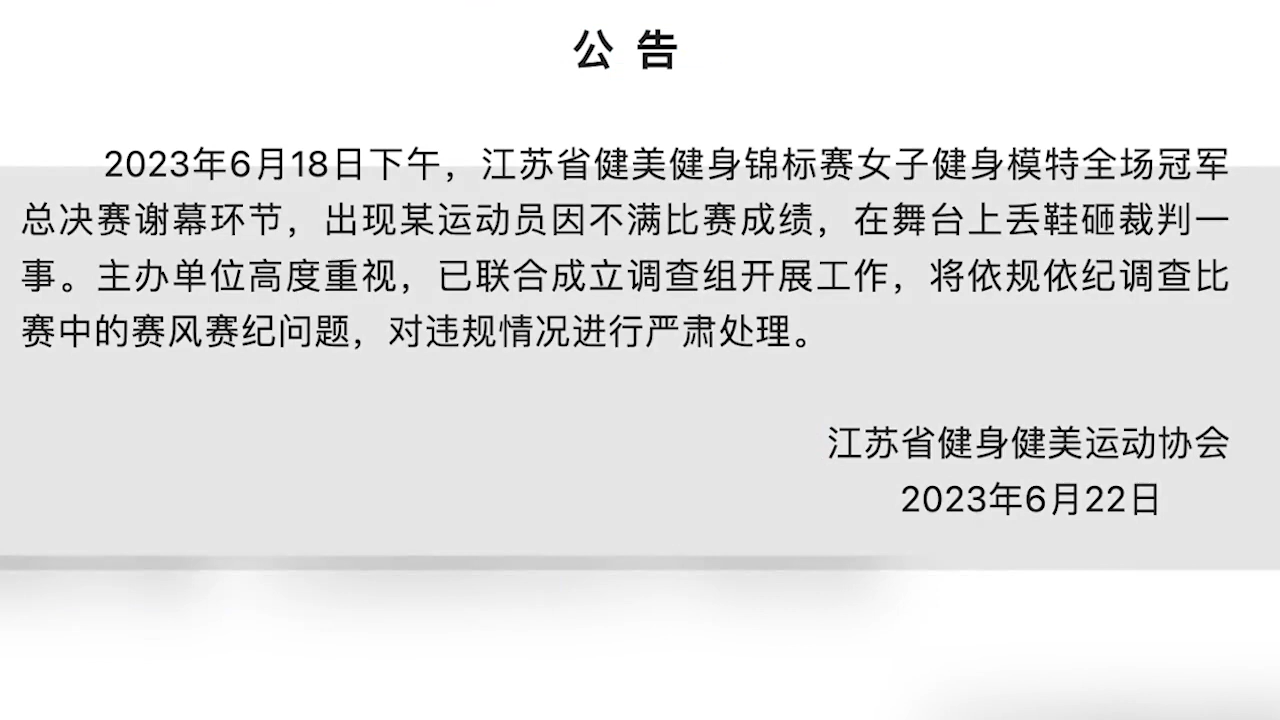 公 告
2023年6月18日下午，江苏省健美健身锦标赛女子健身模特全场冠军
总决赛谢幕环节，出现某运动员因不满比赛成绩，在舞台上丢鞋砸裁判一
事。主办单位高度重视，已联合成立调查组开展工作，将依规依纪调查比
赛中的赛风赛纪问题，对违规情况进行严肃处理。
江苏省健身健美运动协会
2023年6月22日